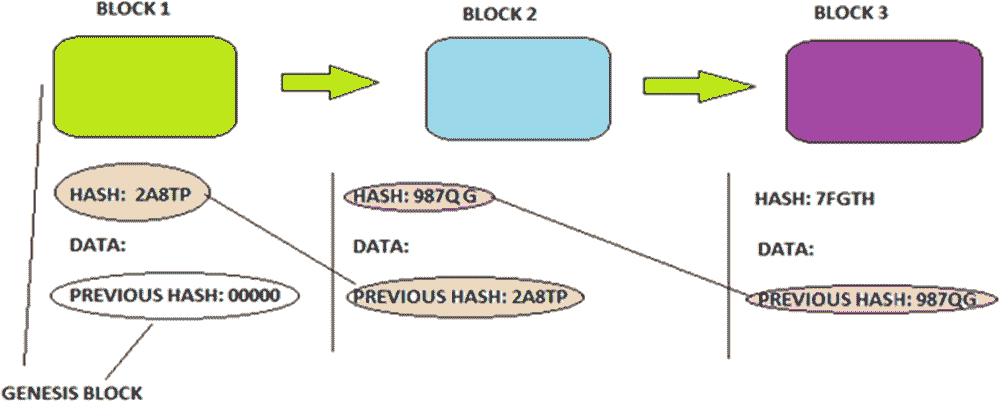 BLOCK 1
BLOCK 2
BLOCK 3
HASH: 2A8TP
DATA:
PREVIOUS HASH: 00000
HASH: 987QG
DATA:
PREVIOUS HASH: 2A8TP
HASH: 7FGTH
DATA:
PREVIOUS HASH: 987QG
GENESIS BLOCK